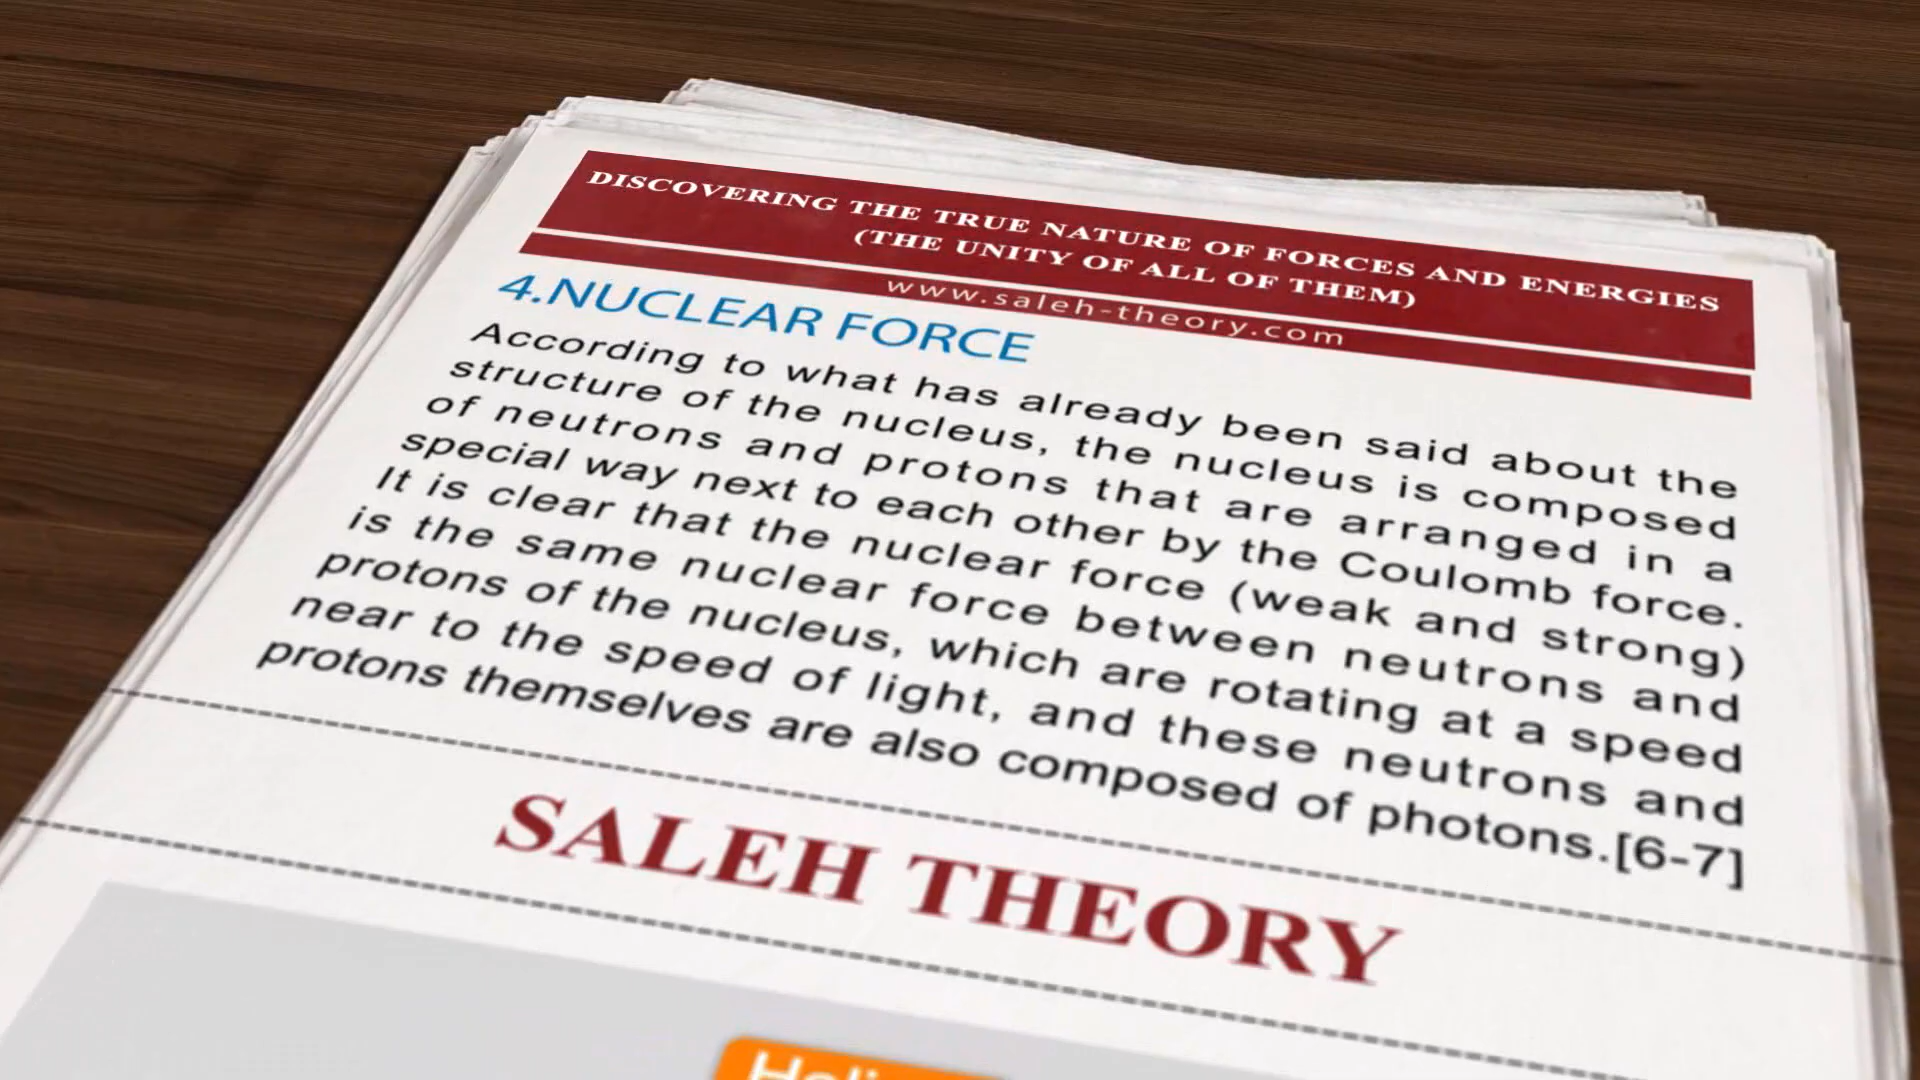 DISCOVERING THE TRUE NATURE OF FORCES AND ENERGIES
(THE UNITY OF ALL OF THEM)
www.saleh-theory.com
4.NUCLEAR FORCE
According to what has already been said about the
structure of the nucleus, the nucleus is composed
of neutrons and protons that are arranged in a
special way next to each other by the Coulomb force.
It is clear that the nuclear force (weak and strong)
is the same nuclear force between neutrons and
protons of the nucleus, which are rotating at a speed
near to the speed of light, and these neutrons and
protons themselves are also composed of photons.[6-7]
SALEH THEORY